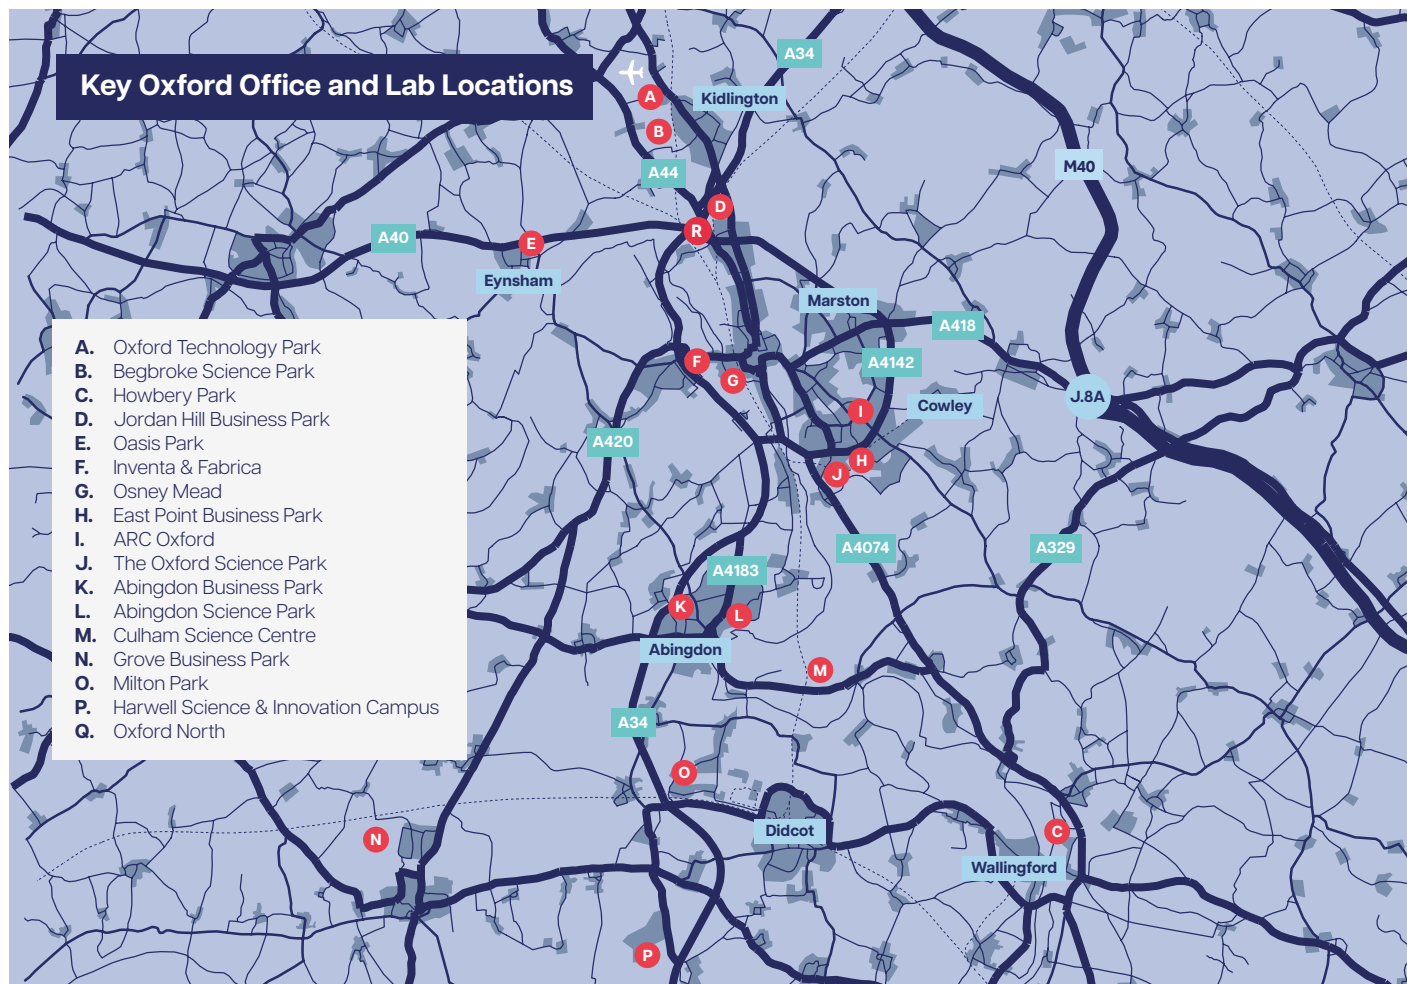 Key Oxford Office and Lab Locations
A34
A
Kidlington
B
M40
A44
D
R
A40
E
Eynsham
Marston
A418
A. Oxford Technology Park
B. Begbroke Science Park
C. Howbery Park
D. Jordan Hill Business Park
E. Oasis Park
F. Inventa & Fabrica
G. Osney Mead
H. East Point Business Park
I. ARC Oxford
J. The Oxford Science Park
K. Abingdon Business Park
L. Abingdon Science Park
M. Culham Science Centre
N. Grove Business Park
O. Milton Park
P. Harwell Science & Innovation Campus
Q. Oxford North
F
A4142
G
J.8A
I
Cowley
A420
H
J
A4074
A329
A4183
K
L
Abingdon
M
A34
O
Didcot
C
N
Wallingford
P